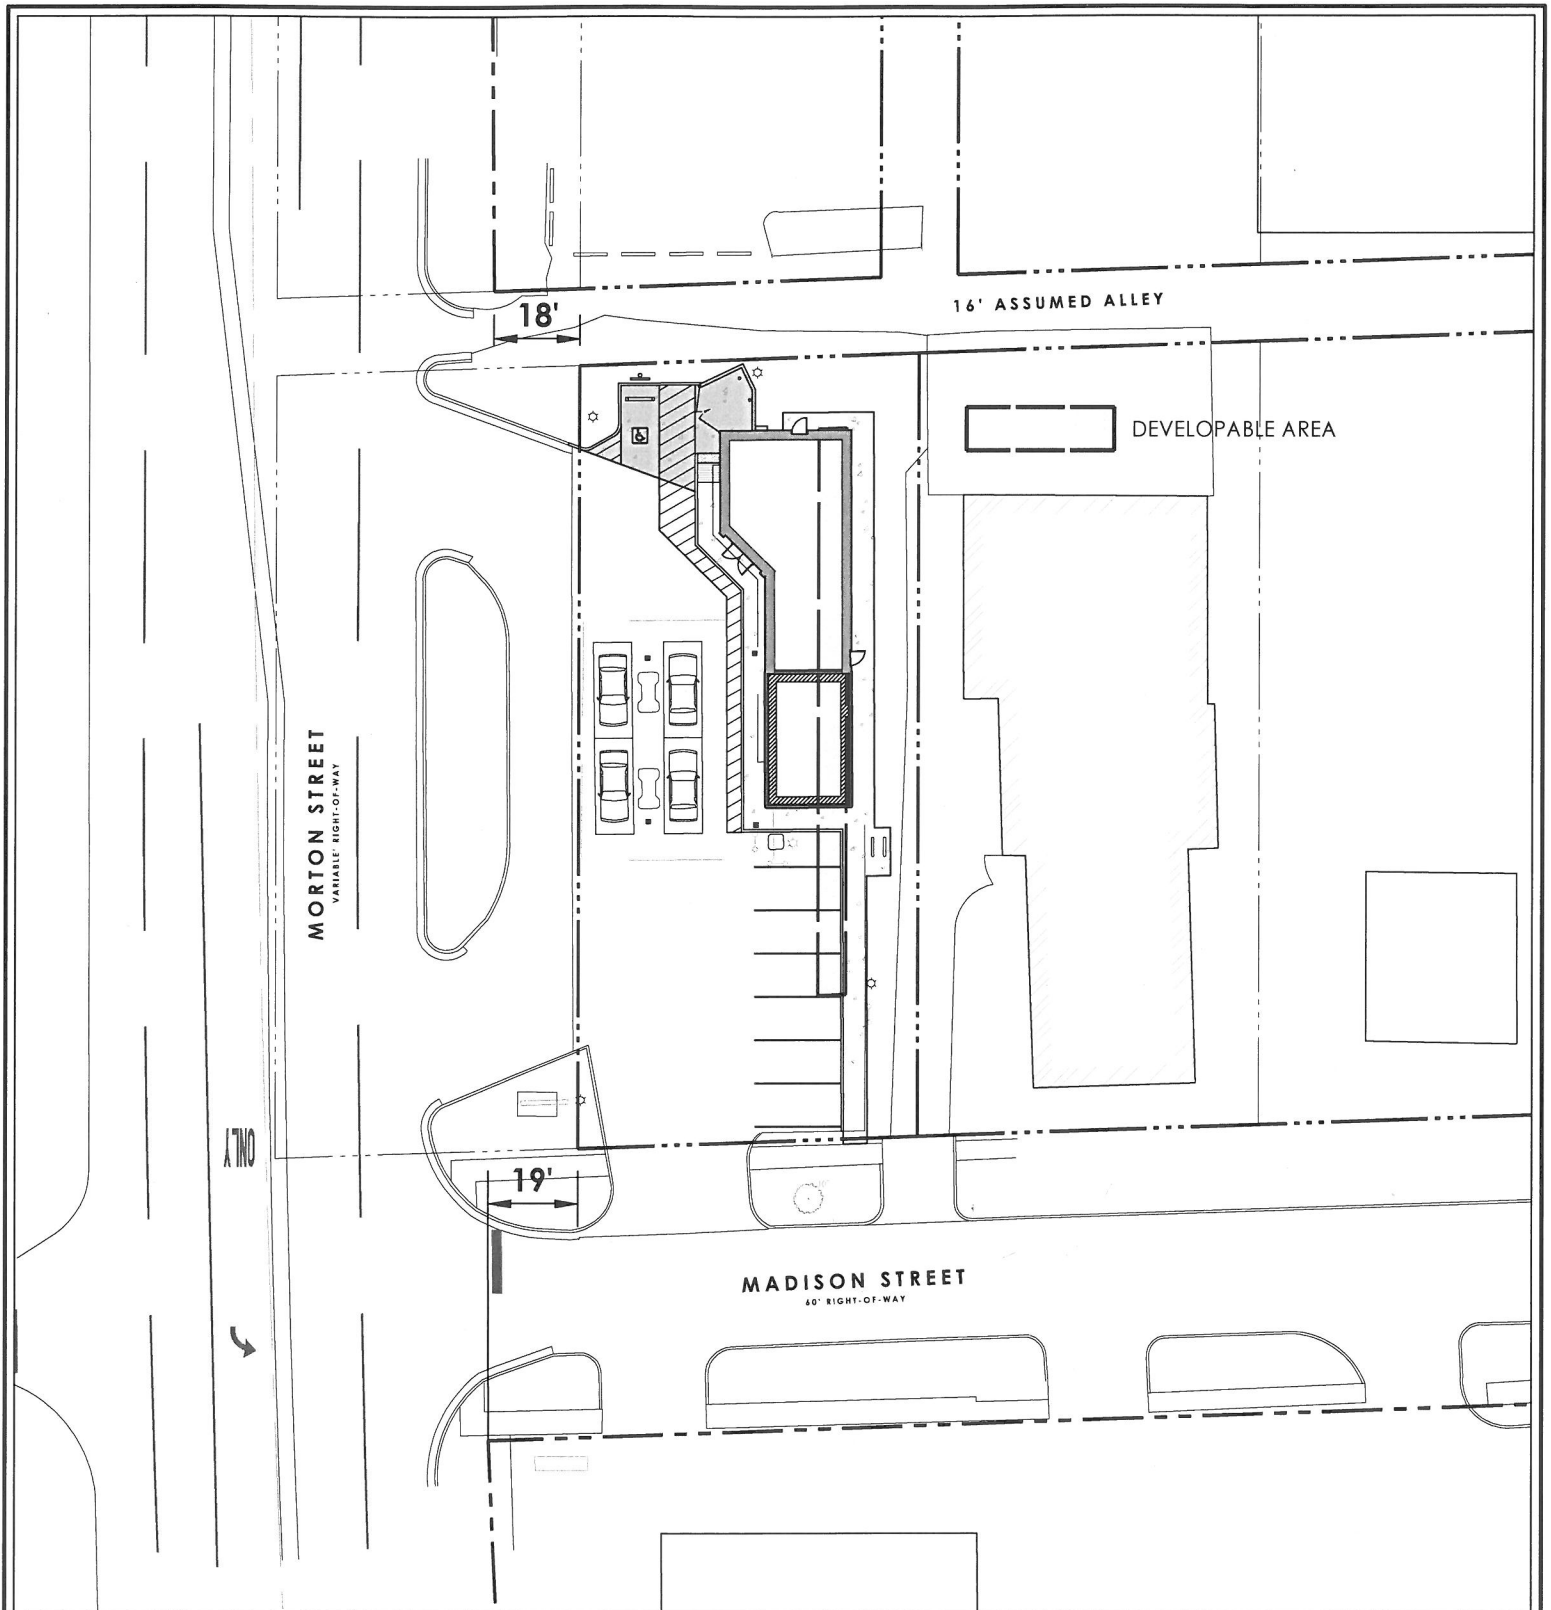 18'
16' ASSUMED ALLEY
DEVELOPABLE AREA
MORTON STREET
VARIABLE' RIGHT-OF-WAY
ONLY
19'
MADISON STREET
60' RIGHT-OF-WAY